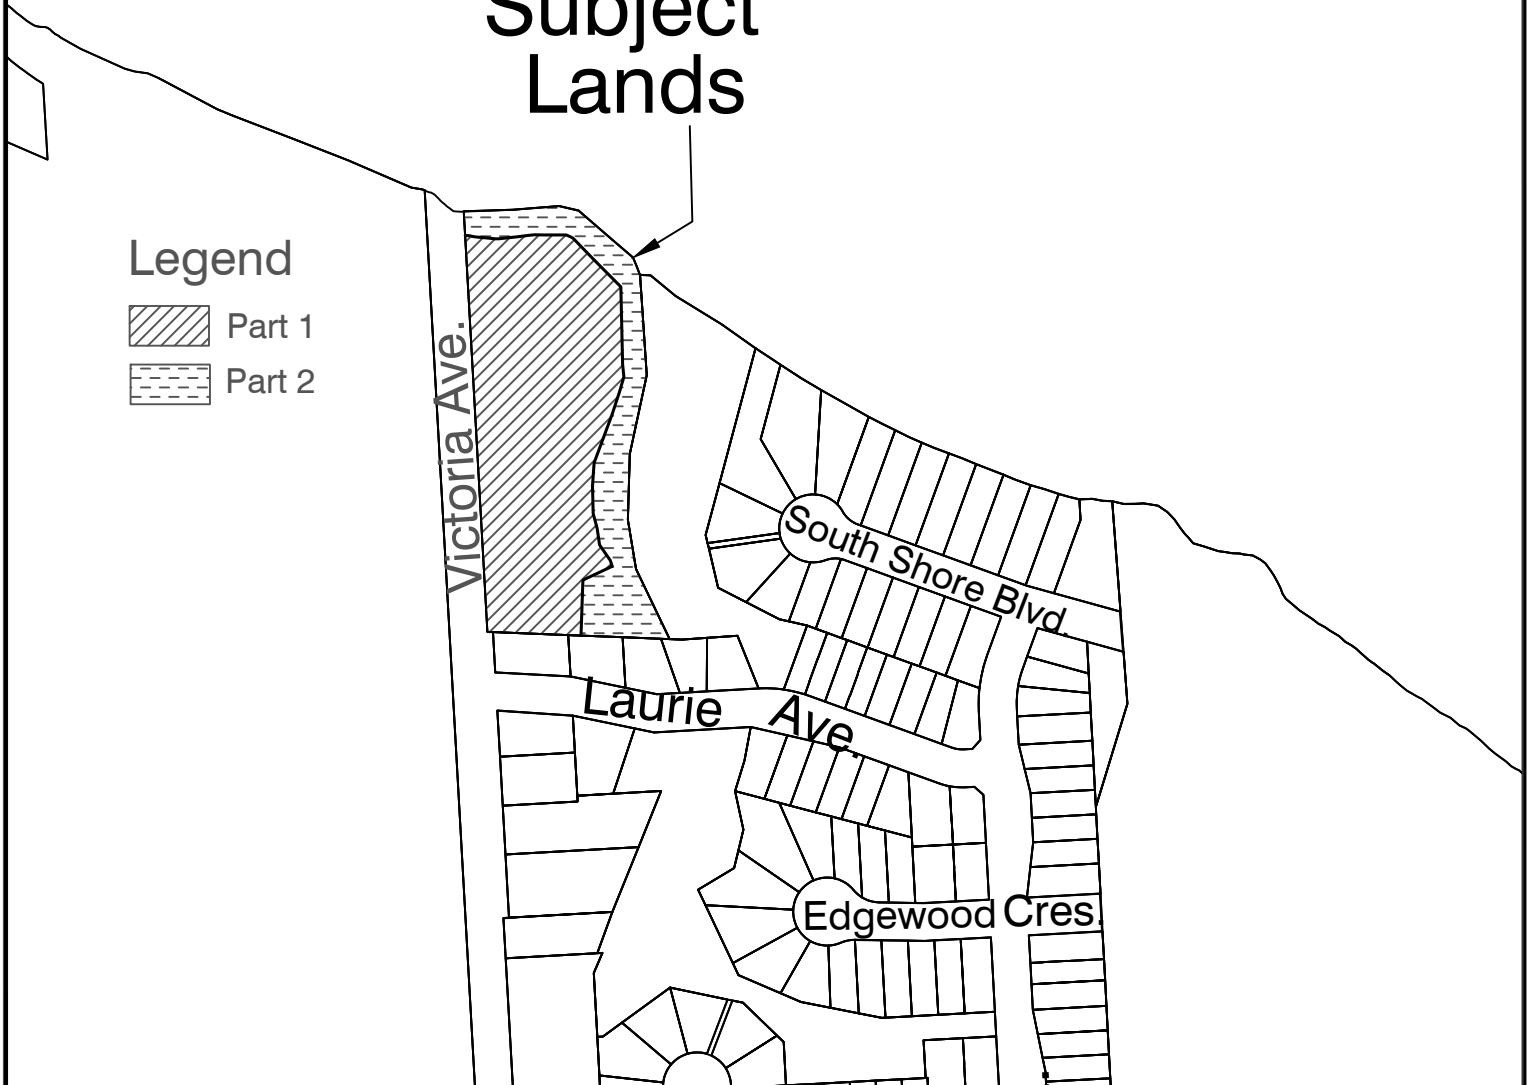 Subject
Lands
Legend
Part 1
Part 2
Victoria Ave.
South Shore Blvd.
Laurie Ave.
Edgewood Cres.